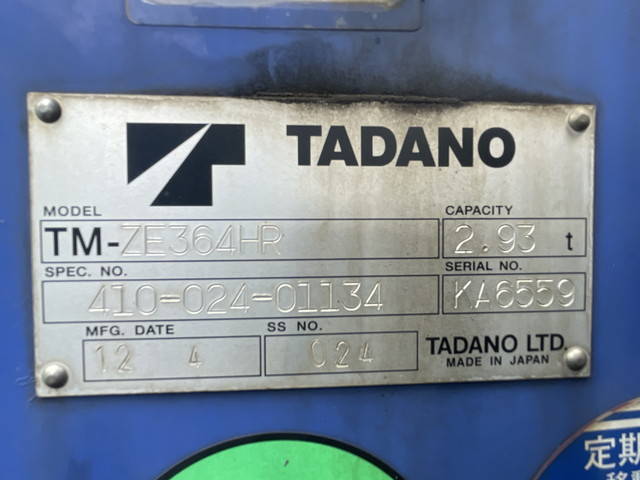 TADANO
MODEL
TM-ZE364HR
CAPACITY
2.93 t
SPEC. NO.
410-024-01134
SERIAL NO.
KA6559
MFG. DATE
12 4
SS NO.
024
TADANO LTD.
MADE IN JAPAN
定期